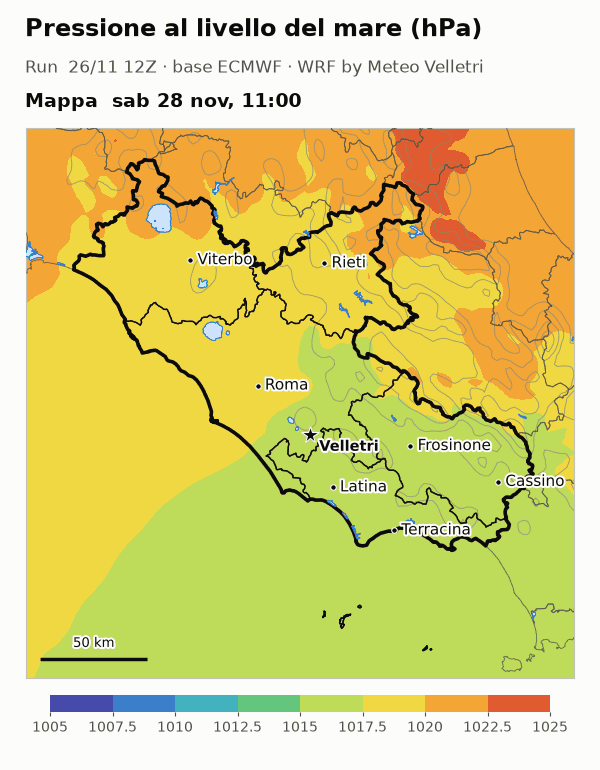 Pressione al livello del mare (hPa)
Run  26/11 12Z · base ECMWF · WRF by Meteo Velletri
Mappa  sab 28 nov, 11:00
Viterbo
Rieti
Roma
Velletri
Frosinone
Cassino
Latina
Terracina
50 km
1005 1007.5 1010 1012.5 1015 1017.5 1020 1022.5 1025